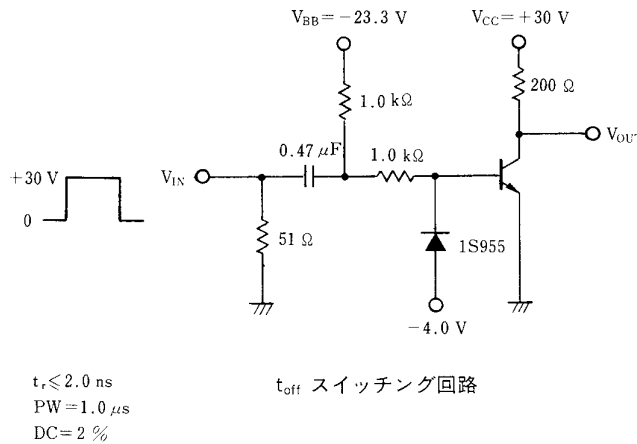 V_BB = −23.3 V
V_CC = +30 V
200 Ω
1.0 kΩ
V_OUT
0.47 μF
1.0 kΩ
+30 V
V_IN
0
51 Ω
1S955
−4.0 V
t_r ≦ 2.0 ns
t_off スイッチング回路
PW = 1.0 μs
DC = 2 %